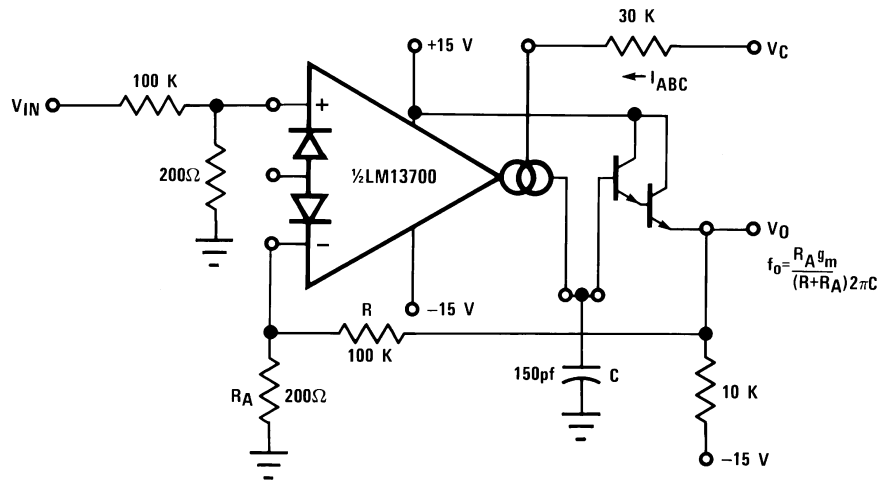 30 K
+15 V
V_C
I_ABC
100 K
V_IN
+
½LM13700
200Ω
−
V_O
f_o = R_A g_m / (R+R_A) 2πC
−15 V
R
100 K
150pf
C
R_A
200Ω
10 K
−15 V